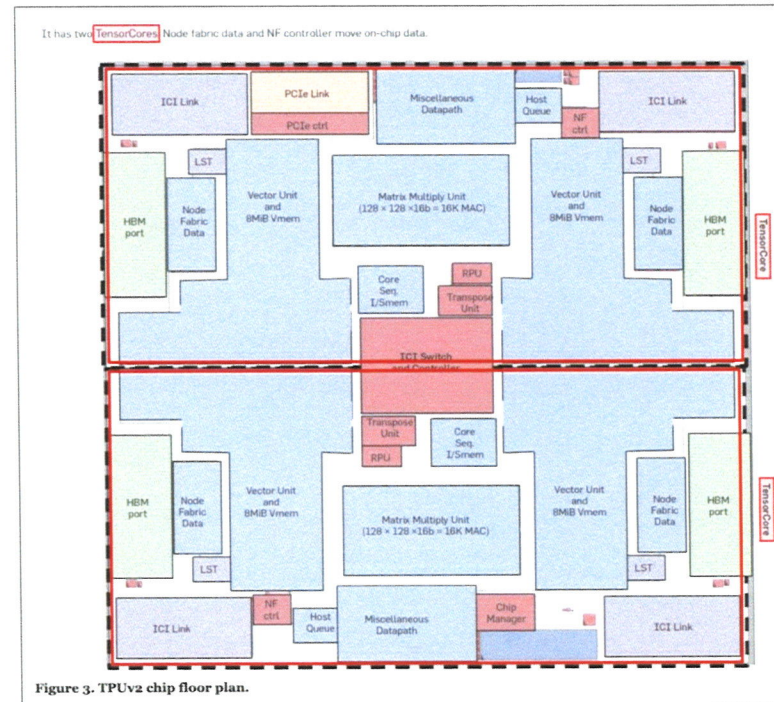 It has two TensorCores. Node fabric data and NF controller move on-chip data.
ICI Link
PCIe Link
PCIe ctrl
Miscellaneous
Datapath
Host
Queue
NF
ctrl
ICI Link
LST
LST
HBM
port
Node
Fabric
Data
Vector Unit
and
8MiB Vmem
Matrix Multiply Unit
(128 × 128 ×16b = 16K MAC)
Vector Unit
and
8MiB Vmem
Node
Fabric
Data
HBM
port
TensorCore
Core
Seq.
I/Smem
RPU
Transpose
Unit
ICI Switch
and Controller
Transpose
Unit
RPU
Core
Seq.
I/Smem
HBM
port
Node
Fabric
Data
Vector Unit
and
8MiB Vmem
Matrix Multiply Unit
(128 × 128 ×16b = 16K MAC)
Vector Unit
and
8MiB Vmem
Node
Fabric
Data
HBM
port
TensorCore
LST
LST
ICI Link
NF
ctrl
Host
Queue
Miscellaneous
Datapath
Chip
Manager
ICI Link
Figure 3. TPUv2 chip floor plan.